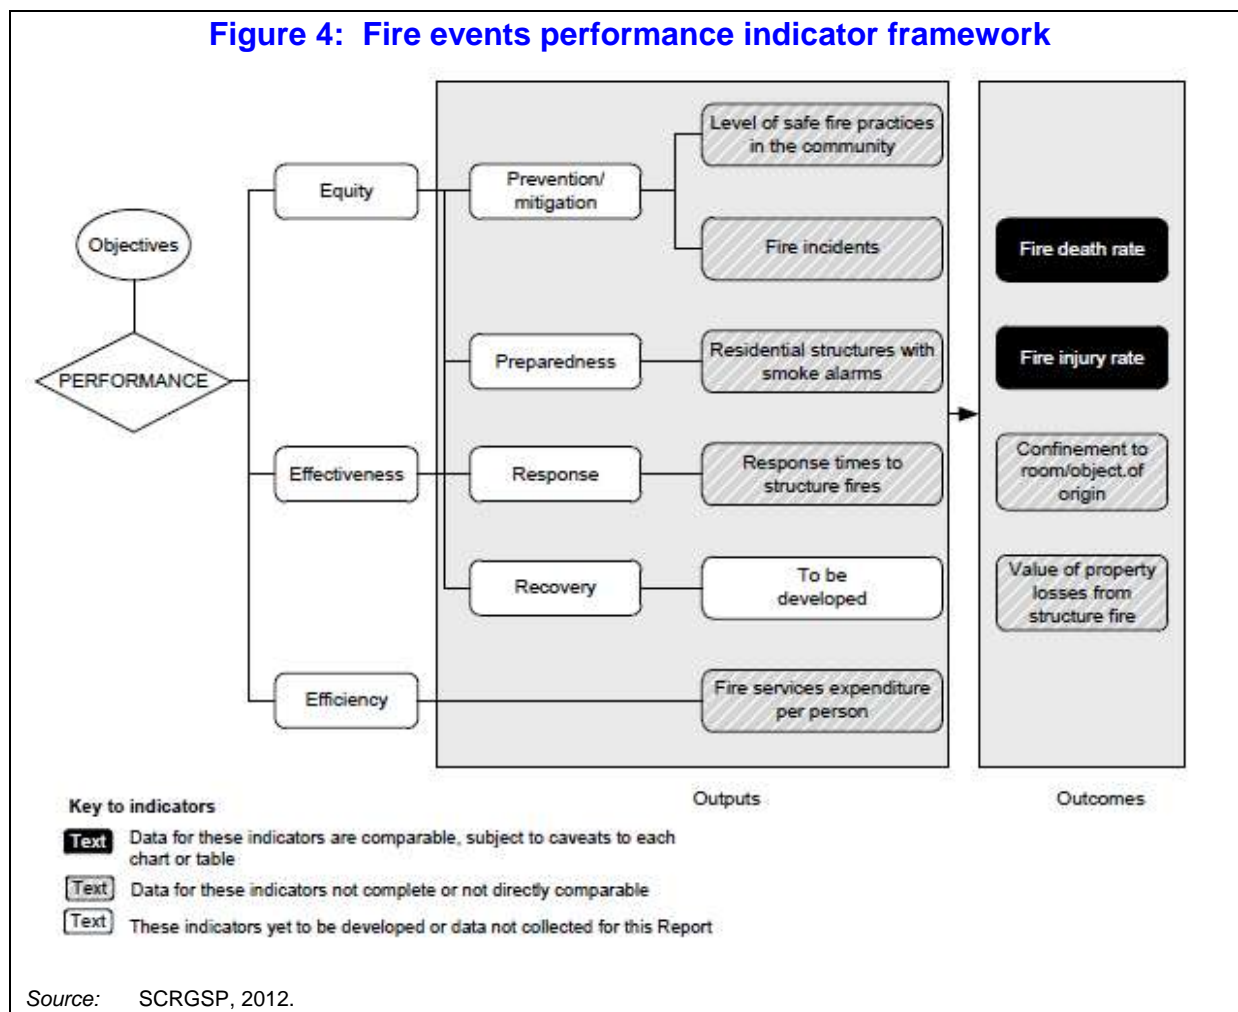 Figure 4: Fire events performance indicator framework
Objectives
PERFORMANCE
Equity
Effectiveness
Efficiency
Prevention/
mitigation
Preparedness
Response
Recovery
Level of safe fire practices
in the community
Fire incidents
Residential structures with
smoke alarms
Response times to
structure fires
To be
developed
Fire services expenditure
per person
Fire death rate
Fire injury rate
Confinement to
room/object.of
origin
Value of property
losses from
structure fire
Outputs
Outcomes
Key to indicators
Text Data for these indicators are comparable, subject to caveats to each
chart or table
Text Data for these indicators not complete or not directly comparable
Text These indicators yet to be developed or data not collected for this Report
Source: SCRGSP, 2012.